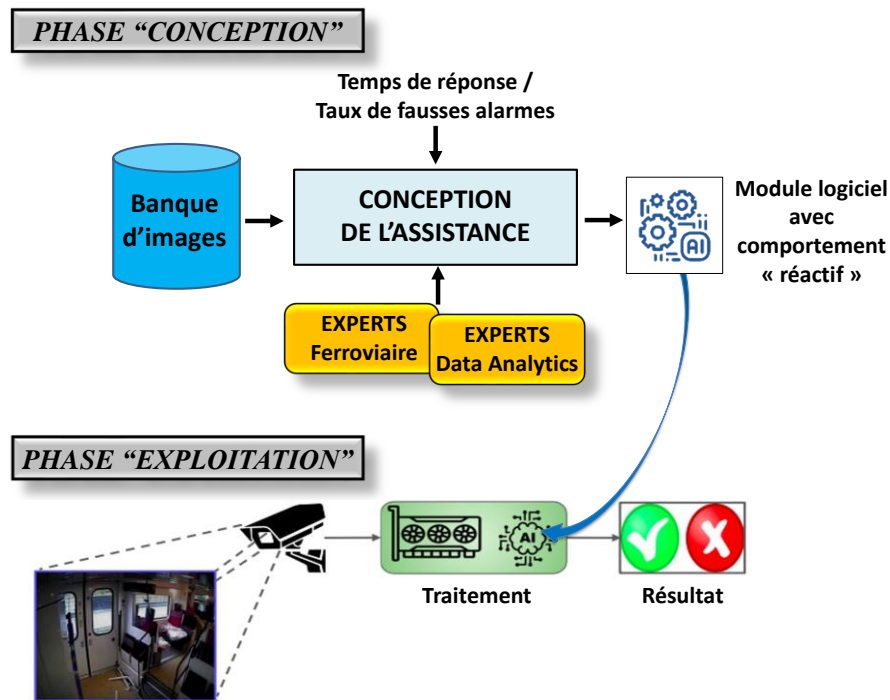 PHASE “CONCEPTION”
Temps de réponse /
Taux de fausses alarmes
Banque
d’images
CONCEPTION
DE L’ASSISTANCE
AI
Module logiciel
avec
comportement
« réactif »
EXPERTS
Ferroviaire
EXPERTS
Data Analytics
PHASE “EXPLOITATION”
AI
Traitement
Résultat